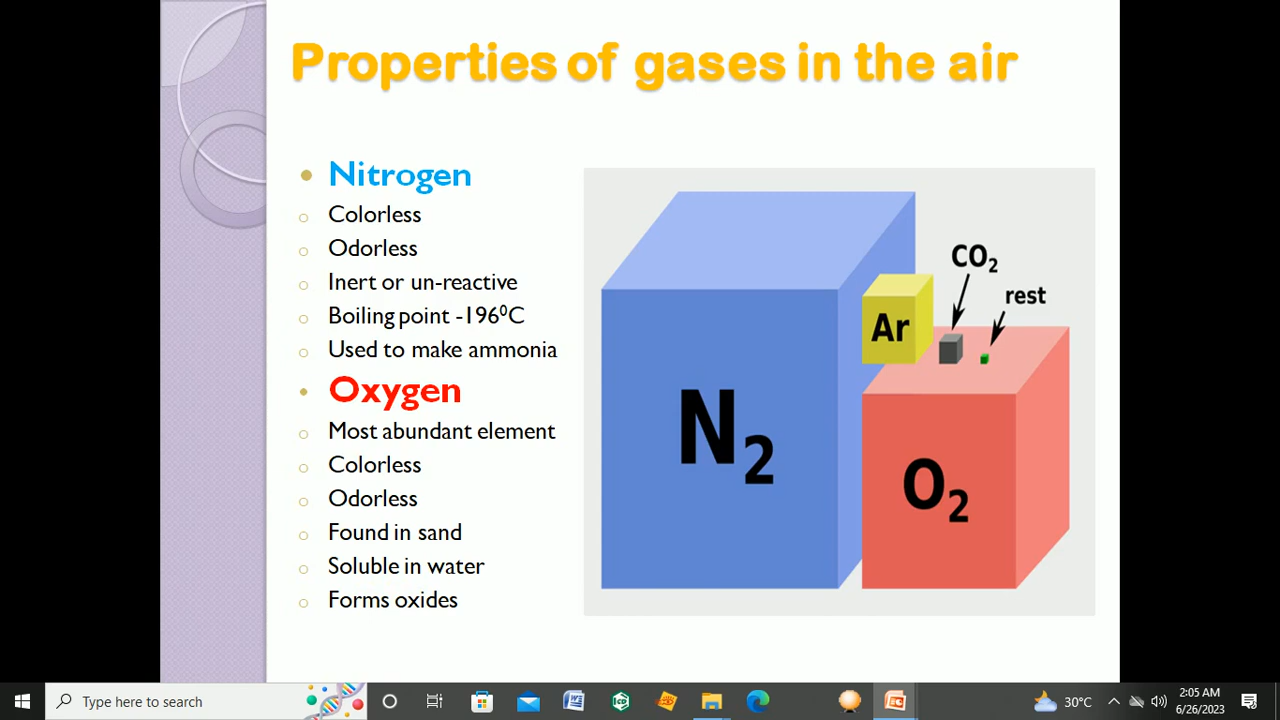 Properties of gases in the air
Nitrogen
Colorless
Odorless
Inert or un-reactive
Boiling point -196⁰C
Used to make ammonia
Oxygen
Most abundant element
Colorless
Odorless
Found in sand
Soluble in water
Forms oxides
CO₂
rest
Ar
N₂
O₂
Type here to search
30°C
2:05 AM
6/26/2023